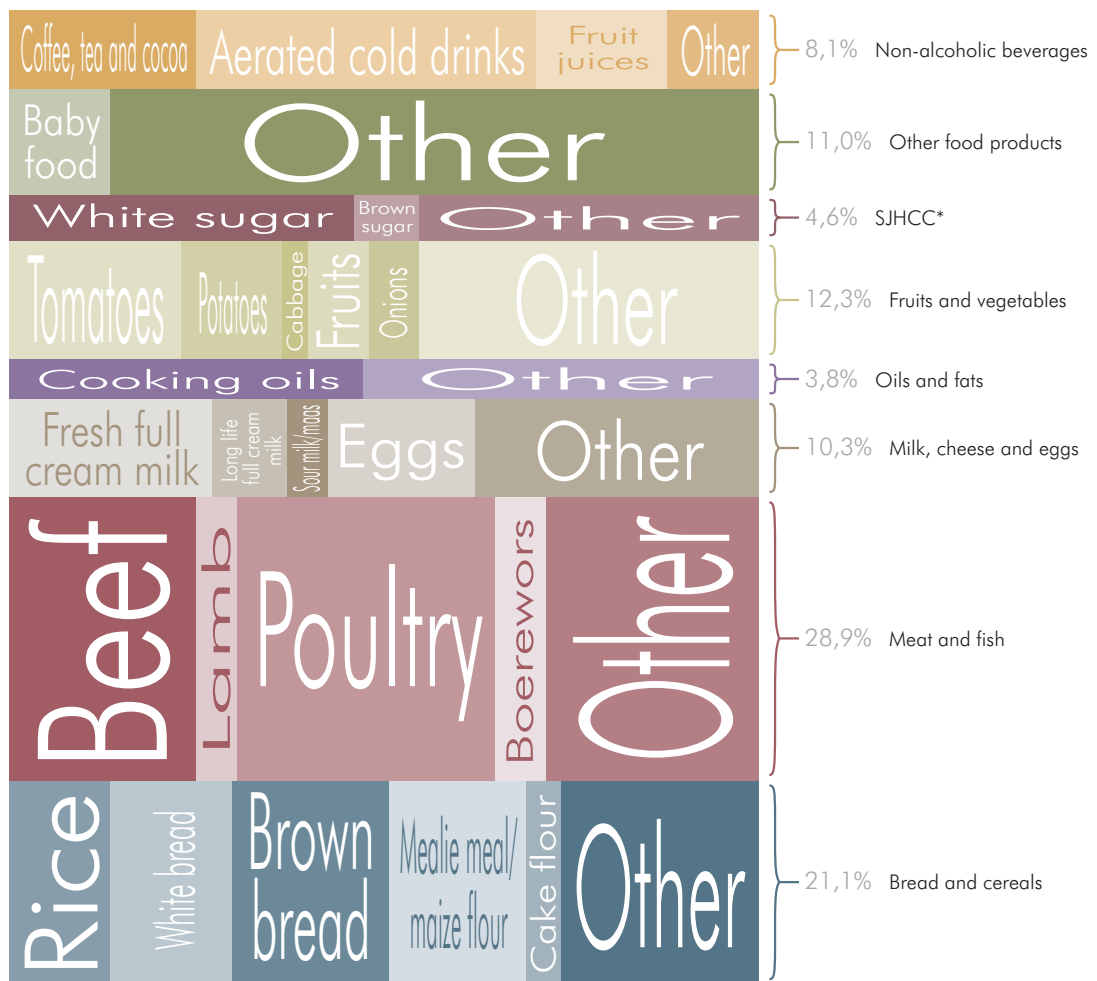 Coffee, tea and cocoa
Aerated cold drinks
Fruit
juices
Other
8,1% Non-alcoholic beverages
Baby
food
Other
11,0% Other food products
White sugar
Brown
sugar
Other
4,6% SJHCC*
Tomatoes
Potatoes
Cabbage
Fruits
Onions
Other
12,3% Fruits and vegetables
Cooking oils
Other
3,8% Oils and fats
Fresh full
cream milk
Long life
full cream
milk
Sour milk/maas
Eggs
Other
10,3% Milk, cheese and eggs
Beef
Lamb
Poultry
Boerewors
Other
28,9% Meat and fish
Rice
White bread
Brown
bread
Mealie meal/
maize flour
Cake flour
Other
21,1% Bread and cereals